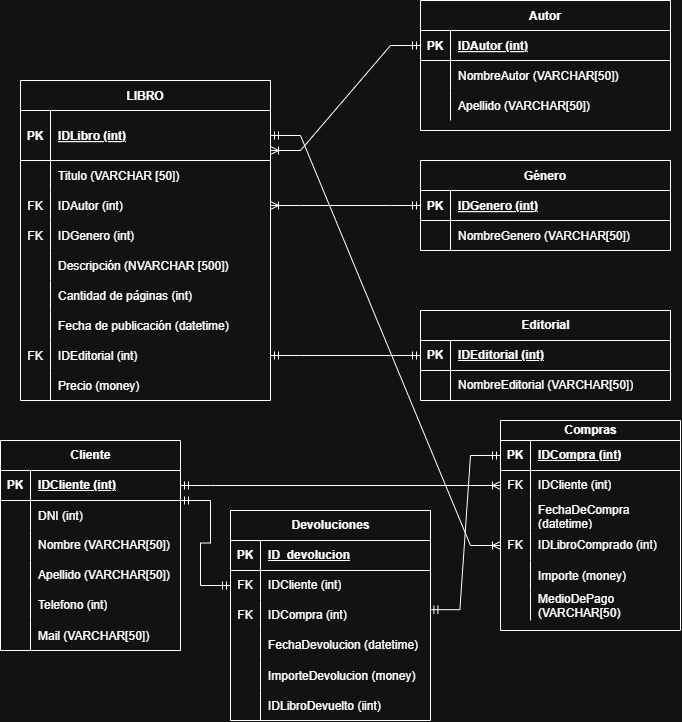 Autor
PK IDAutor (int)
NombreAutor (VARCHAR[50])
Apellido (VARCHAR[50])
LIBRO
PK IDLibro (int)
Titulo (VARCHAR [50])
FK IDAutor (int)
FK IDGenero (int)
Descripción (NVARCHAR [500])
Cantidad de páginas (int)
Fecha de publicación (datetime)
FK IDEditorial (int)
Precio (money)
Género
PK IDGenero (int)
NombreGenero (VARCHAR[50])
Editorial
PK IDEditorial (int)
NombreEditorial (VARCHAR[50])
Compras
PK IDCompra (int)
FK IDCliente (int)
FechaDeCompra
(datetime)
FK IDLibroComprado (int)
Importe (money)
MedioDePago
(VARCHAR[50)
Cliente
PK IDCliente (int)
DNI (int)
Nombre (VARCHAR[50])
Apellido (VARCHAR[50])
Telefono (int)
Mail (VARCHAR[50])
Devoluciones
PK ID_devolucion
FK IDCliente (int)
FK IDCompra (int)
FechaDevolucion (datetime)
ImporteDevolucion (money)
IDLibroDevuelto (iint)